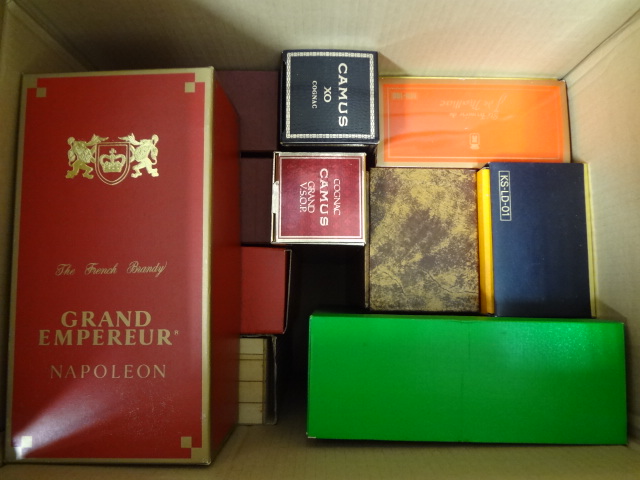 The French Brandy
GRAND
EMPEREUR
NAPOLEON
CAMUS
XO
COGNAC
COGNAC
CAMUS
GRAND
V.S.O.P.
KS-LD-01